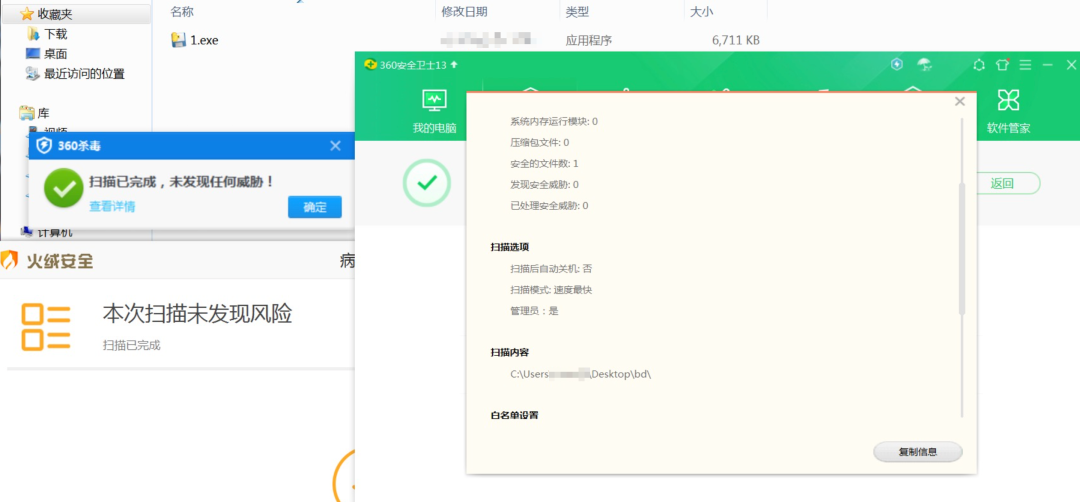 收藏夹
下载
桌面
最近访问的位置
库
视频
计算机
名称
修改日期
类型
大小
1.exe
应用程序
6,711 KB
360杀毒
扫描已完成，未发现任何威胁！
查看详情
确定
火绒安全
病
本次扫描未发现风险
扫描已完成
360安全卫士13
我的电脑
软件管家
返回
系统内存运行模块: 0
压缩包文件: 0
安全的文件数: 1
发现安全威胁: 0
已处理安全威胁: 0
扫描选项
扫描后自动关机: 否
扫描模式: 速度最快
管理员：是
扫描内容
C:\Users\Desktop\bd\
白名单设置
复制信息